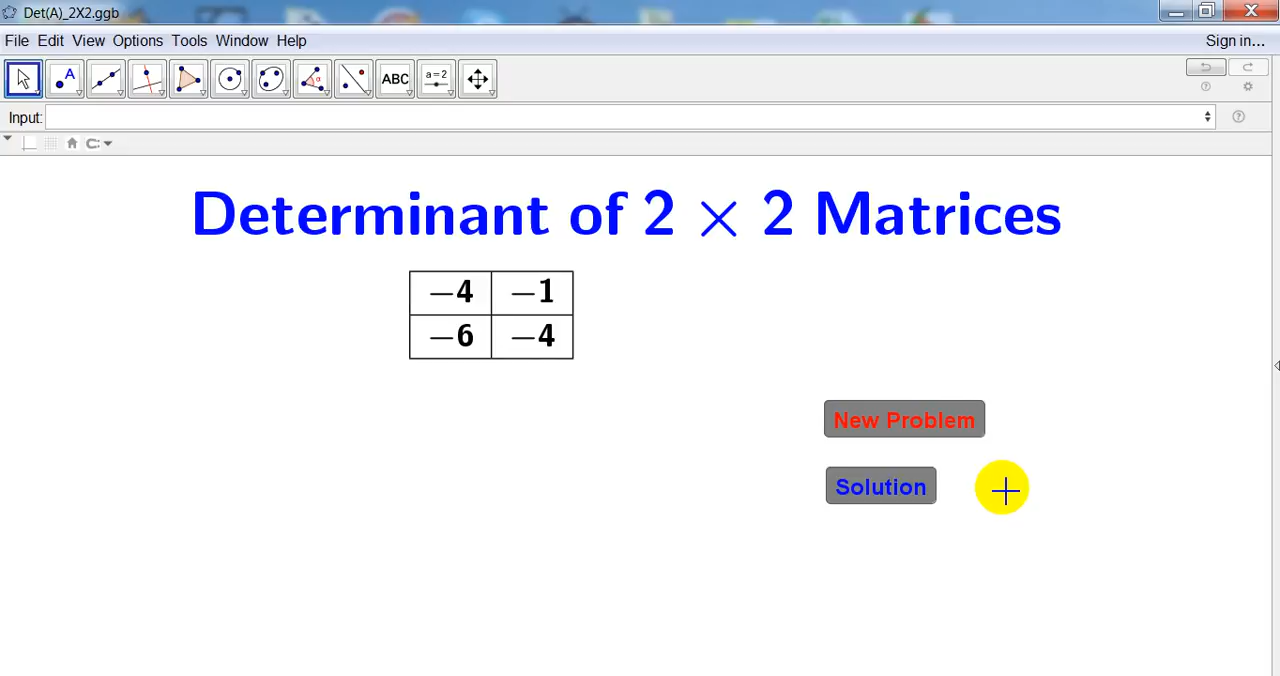 Det(A)_2X2.ggb
File Edit View Options Tools Window Help
Sign in...
A
α
ABC
a=2
Input:
Determinant of 2 × 2 Matrices
−4 −1
−6 −4
New Problem
Solution